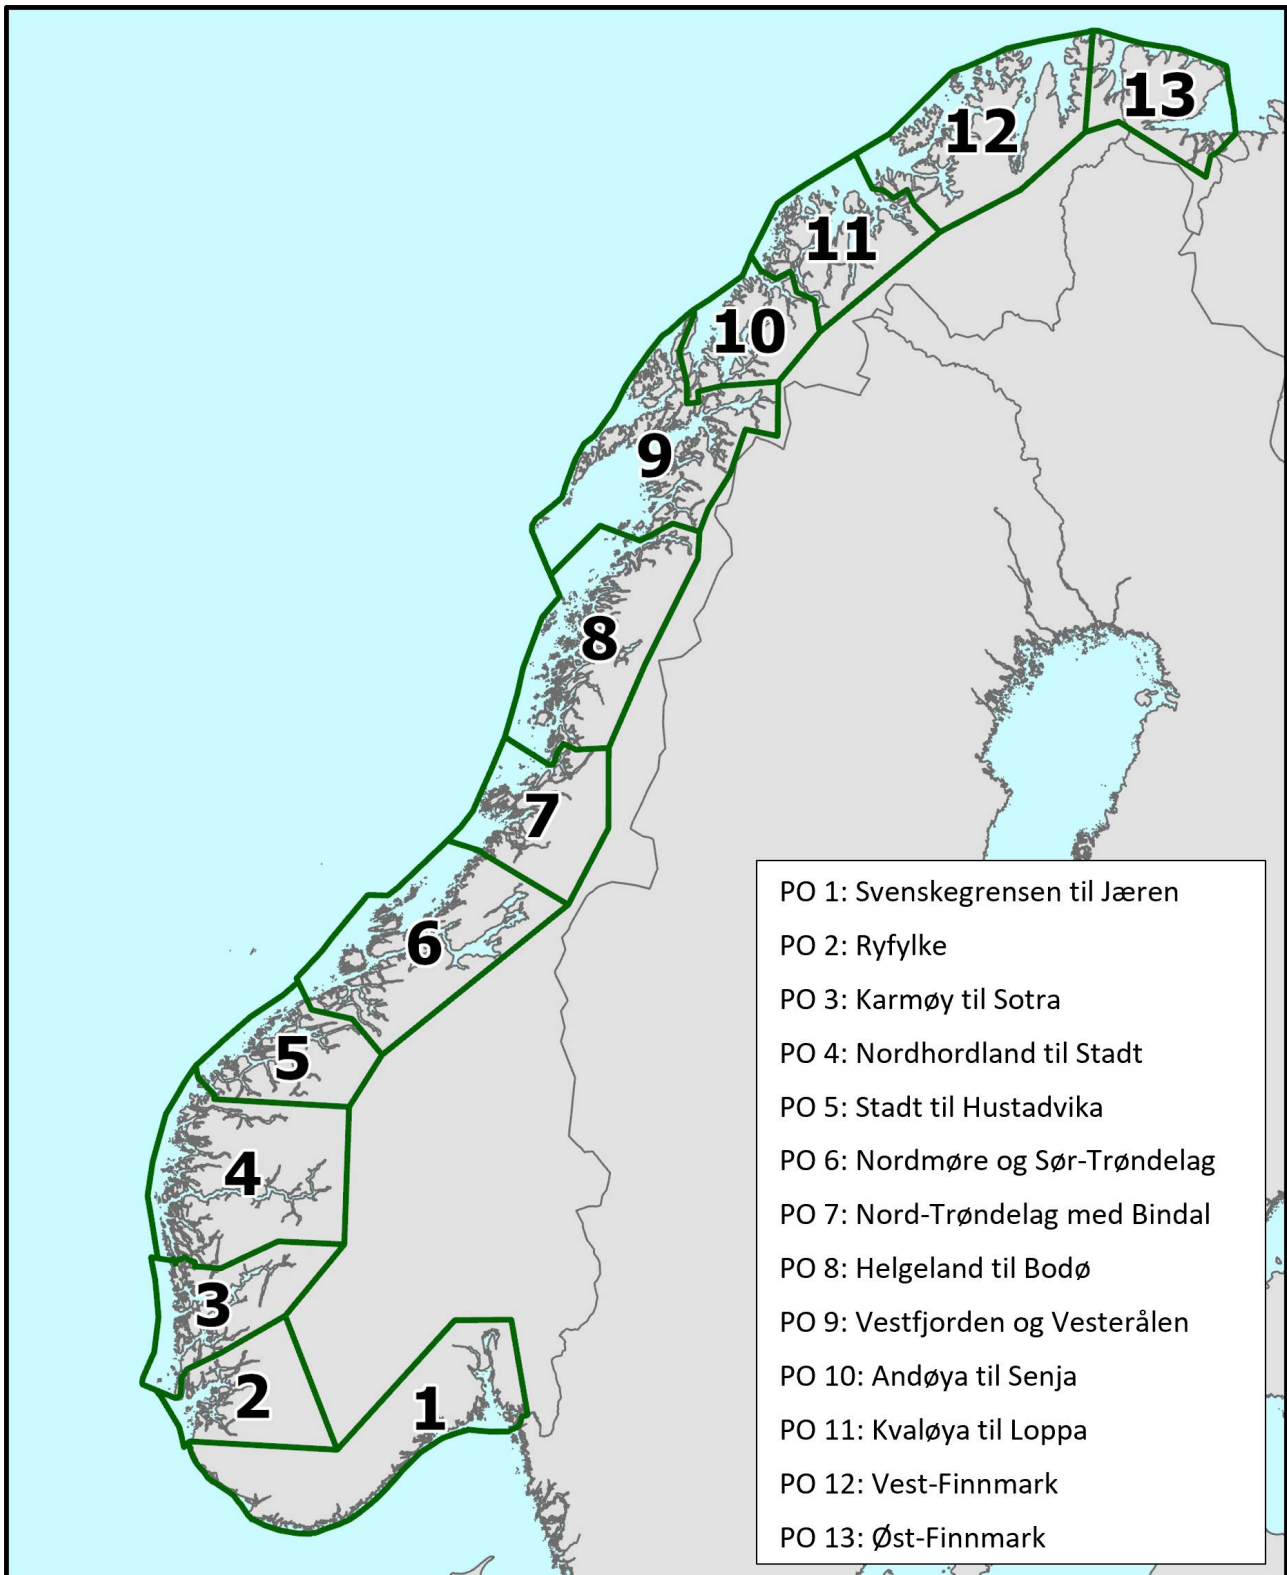 13
12
11
10
9
8
7
6
5
4
3
2
1
PO 1: Svenskegrensen til Jæren
PO 2: Ryfylke
PO 3: Karmøy til Sotra
PO 4: Nordhordland til Stadt
PO 5: Stadt til Hustadvika
PO 6: Nordmøre og Sør-Trøndelag
PO 7: Nord-Trøndelag med Bindal
PO 8: Helgeland til Bodø
PO 9: Vestfjorden og Vesterålen
PO 10: Andøya til Senja
PO 11: Kvaløya til Loppa
PO 12: Vest-Finnmark
PO 13: Øst-Finnmark